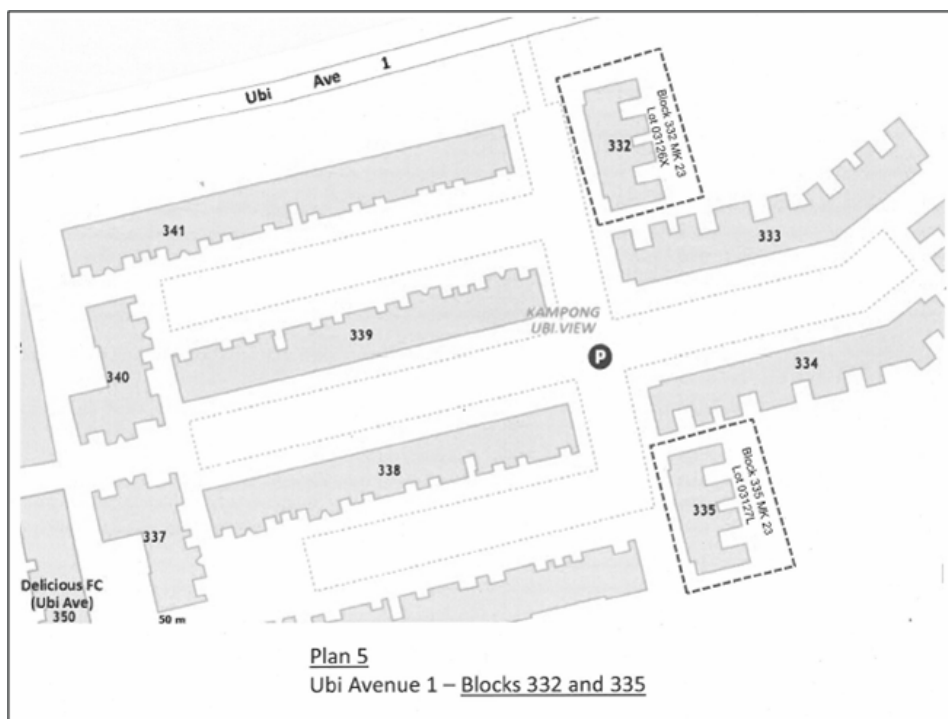 Ubi Ave 1
332
Block 332 MK 23
Lot 03126X
341
333
KAMPONG
UBI.VIEW
339
P
340
334
338
335
Block 335 MK 23
Lot 03127L
337
Delicious FC
(Ubi Ave)
350
50 m
Plan 5
Ubi Avenue 1 – Blocks 332 and 335